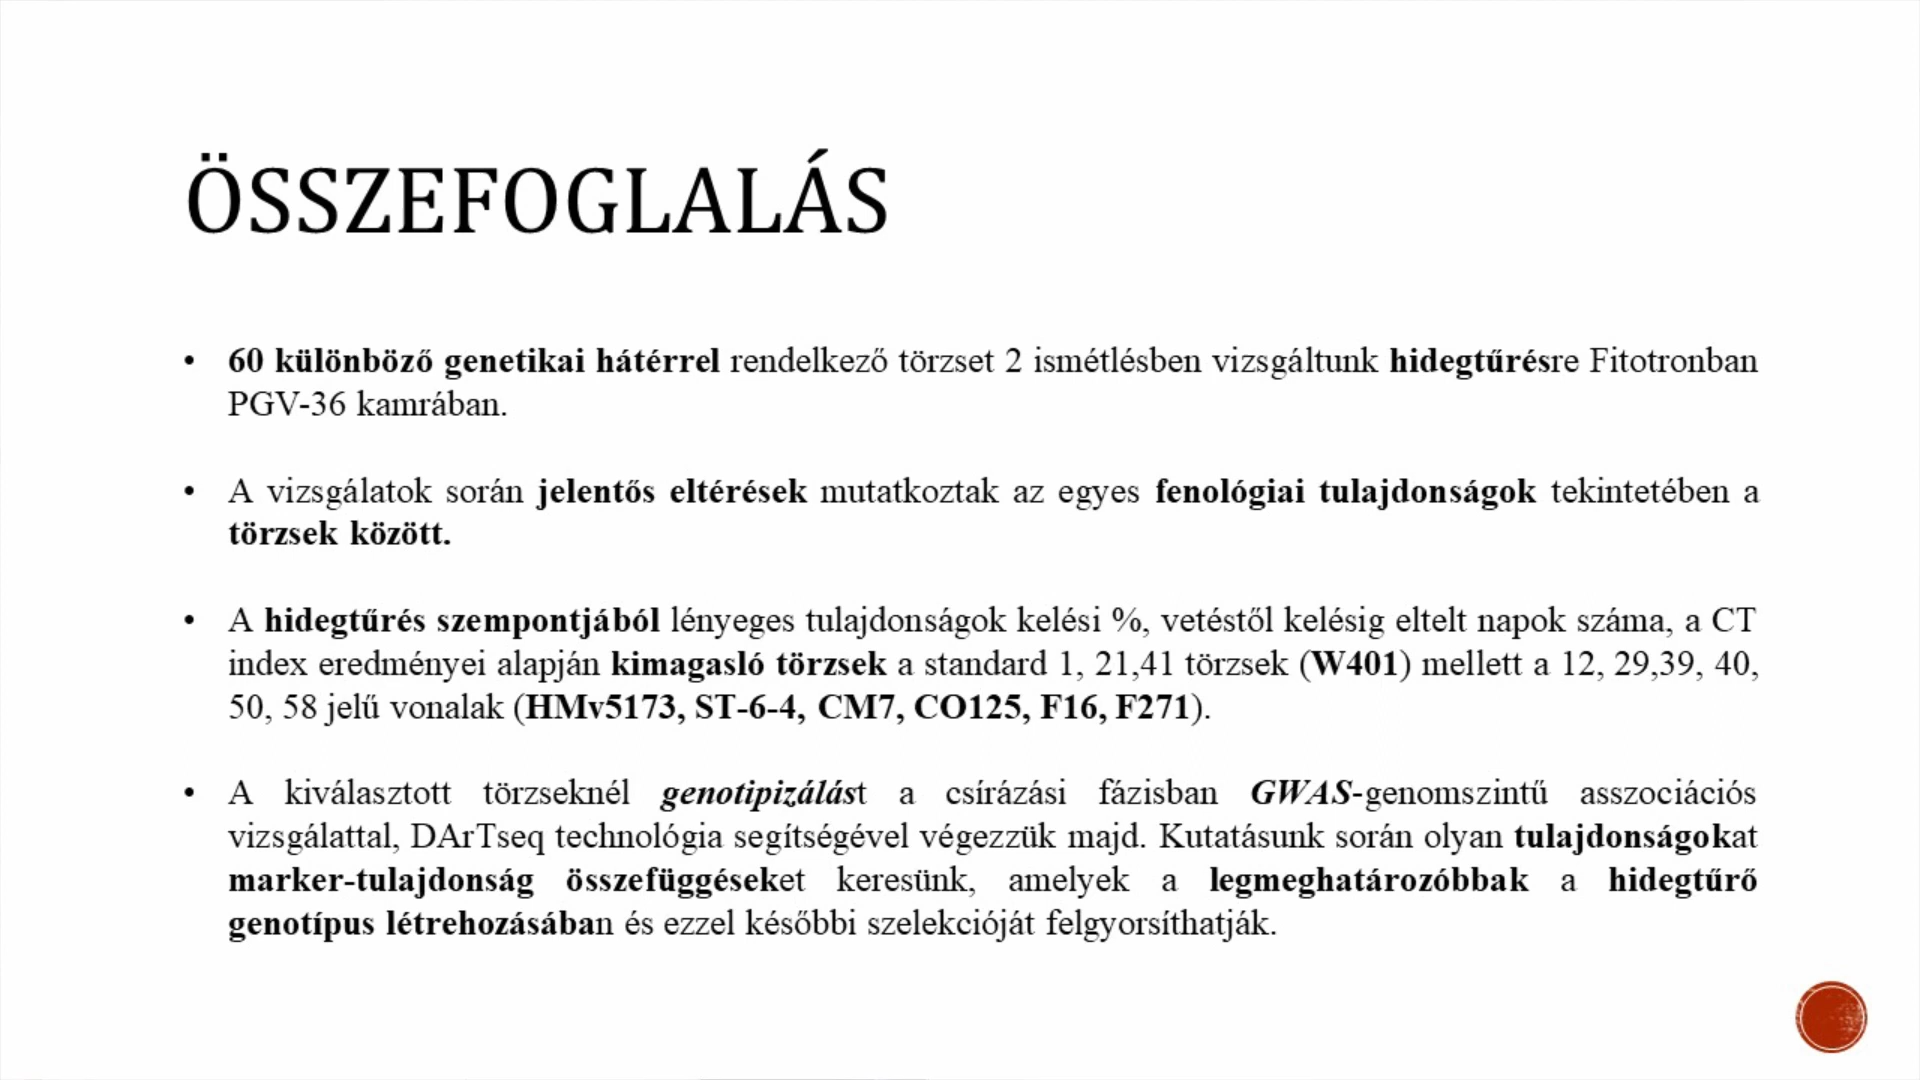 ÖSSZEFOGLALÁS
• 60 különböző genetikai hátérrel rendelkező törzset 2 ismétlésben vizsgáltunk hidegtűrésre Fitotronban
PGV-36 kamrában.
• A vizsgálatok során jelentős eltérések mutatkoztak az egyes fenológiai tulajdonságok tekintetében a
törzsek között.
• A hidegtűrés szempontjából lényeges tulajdonságok kelési %, vetéstől kelésig eltelt napok száma, a CT
index eredményei alapján kimagasló törzsek a standard 1, 21,41 törzsek (W401) mellett a 12, 29,39, 40,
50, 58 jelű vonalak (HMv5173, ST-6-4, CM7, CO125, F16, F271).
• A kiválasztott törzseknél genotipizálást a csírázási fázisban GWAS-genomszintű asszociációs
vizsgálattal, DArTseq technológia segítségével végezzük majd. Kutatásunk során olyan tulajdonságokat
marker-tulajdonság összefüggéseket keresünk, amelyek a legmeghatározóbbak a hidegtűrő
genotípus létrehozásában és ezzel későbbi szelekcióját felgyorsíthatják.